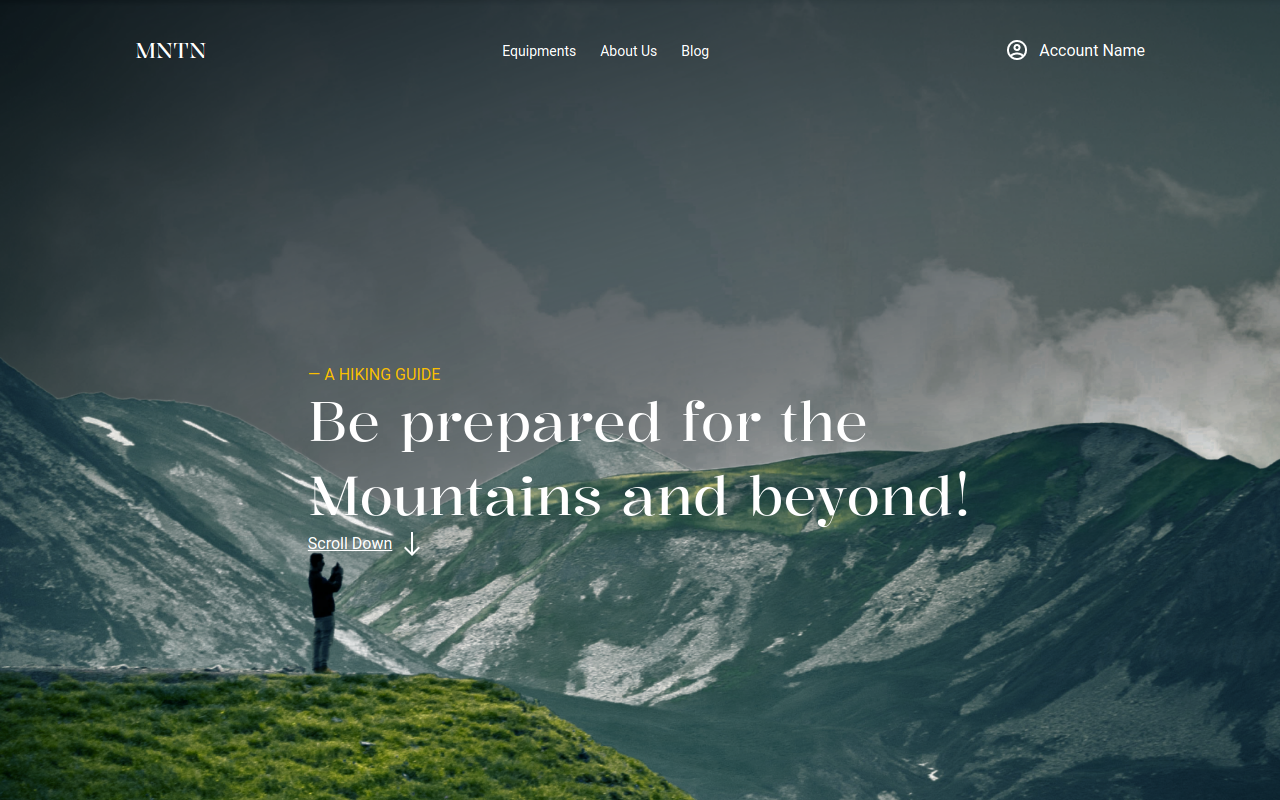 MNTN
Equipments
About Us
Blog
Account Name
— A HIKING GUIDE
Be prepared for the
Mountains and beyond!
Scroll Down